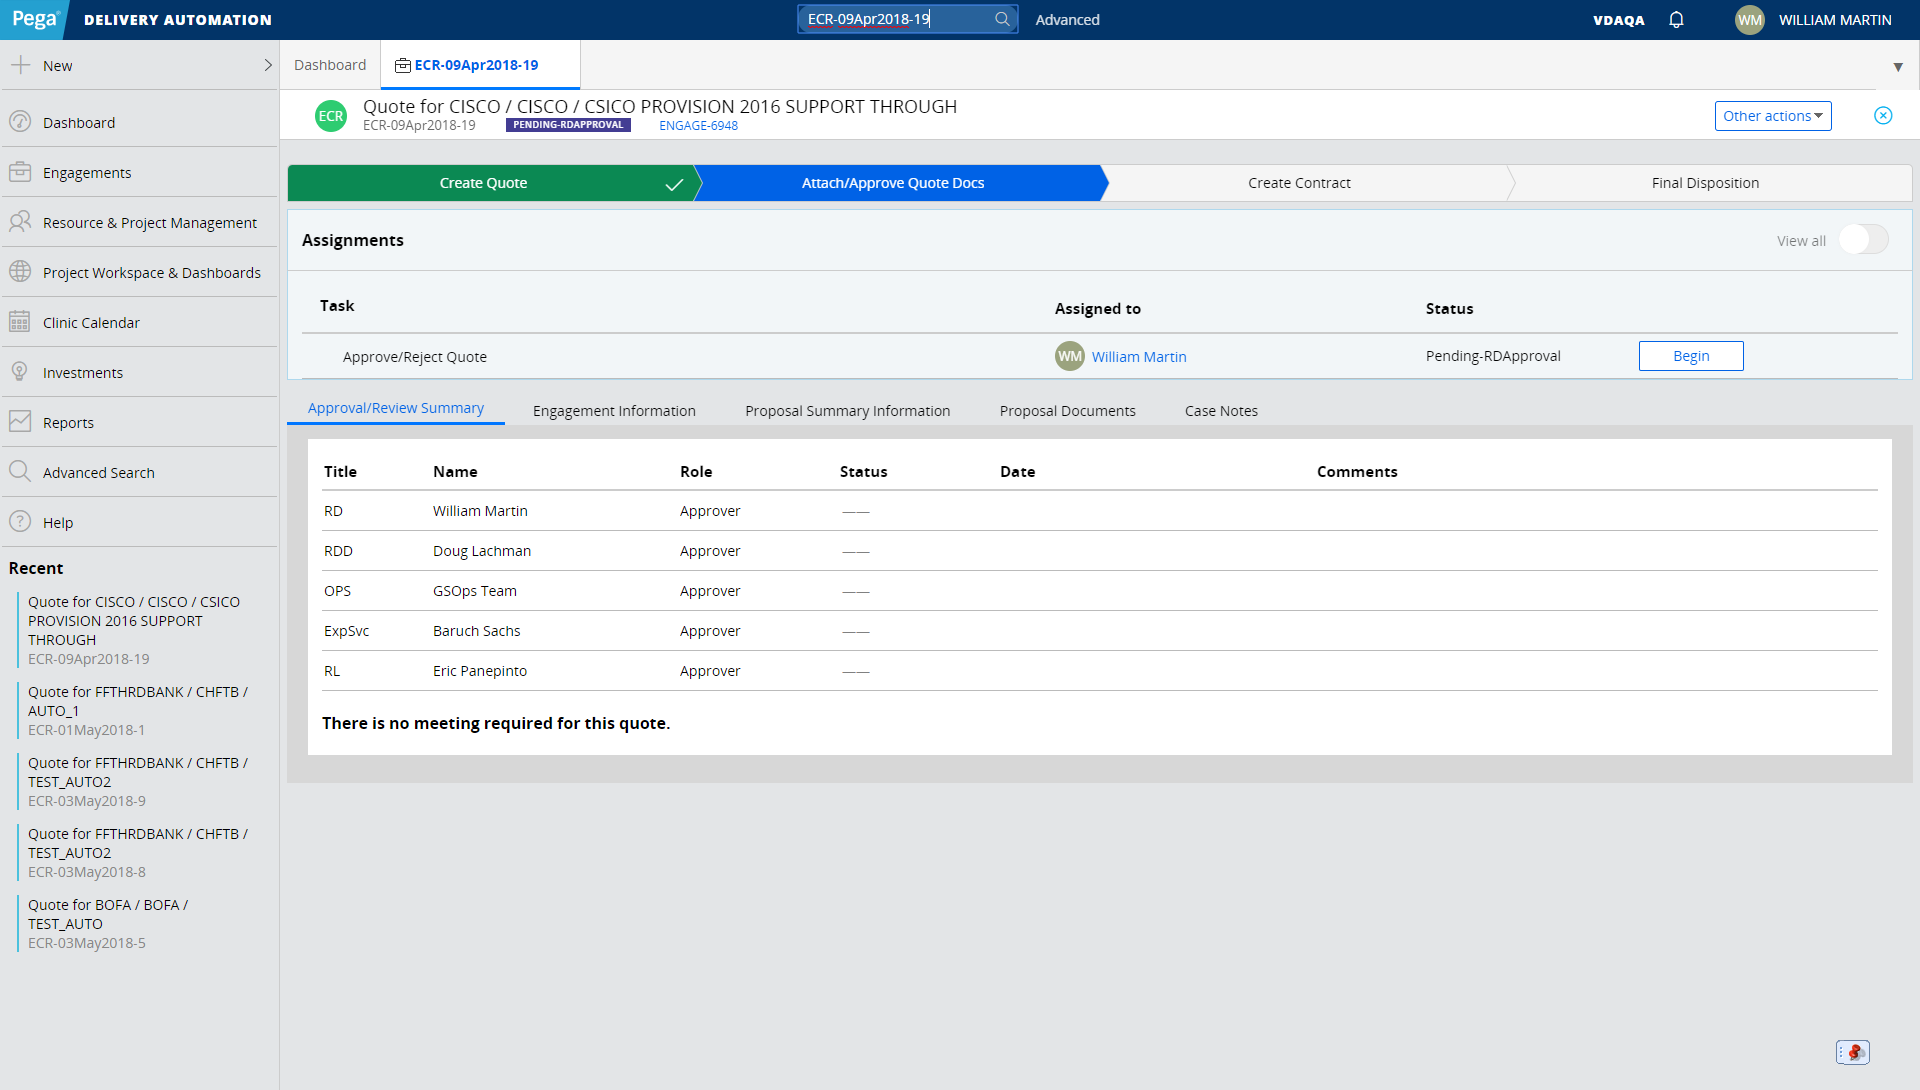 Pega DELIVERY AUTOMATION ECR-09Apr2018-19 Advanced VDAQA WM WILLIAM MARTIN
New
Dashboard
Engagements
Resource & Project Management
Project Workspace & Dashboards
Clinic Calendar
Investments
Reports
Advanced Search
Help
Recent
Quote for CISCO / CISCO / CSICO
PROVISION 2016 SUPPORT
THROUGH
ECR-09Apr2018-19
Quote for FFTHRDBANK / CHFTB /
AUTO_1
ECR-01May2018-1
Quote for FFTHRDBANK / CHFTB /
TEST_AUTO2
ECR-03May2018-9
Quote for FFTHRDBANK / CHFTB /
TEST_AUTO2
ECR-03May2018-8
Quote for BOFA / BOFA /
TEST_AUTO
ECR-03May2018-5
Dashboard ECR-09Apr2018-19
ECR Quote for CISCO / CISCO / CSICO PROVISION 2016 SUPPORT THROUGH
ECR-09Apr2018-19 PENDING-RDAPPROVAL ENGAGE-6948
Other actions
Create Quote Attach/Approve Quote Docs Create Contract Final Disposition
Assignments View all
Task Assigned to Status
Approve/Reject Quote WM William Martin Pending-RDApproval Begin
Approval/Review Summary Engagement Information Proposal Summary Information Proposal Documents Case Notes
Title Name Role Status Date Comments
RD William Martin Approver ——
RDD Doug Lachman Approver ——
OPS GSOps Team Approver ——
ExpSvc Baruch Sachs Approver ——
RL Eric Panepinto Approver ——
There is no meeting required for this quote.